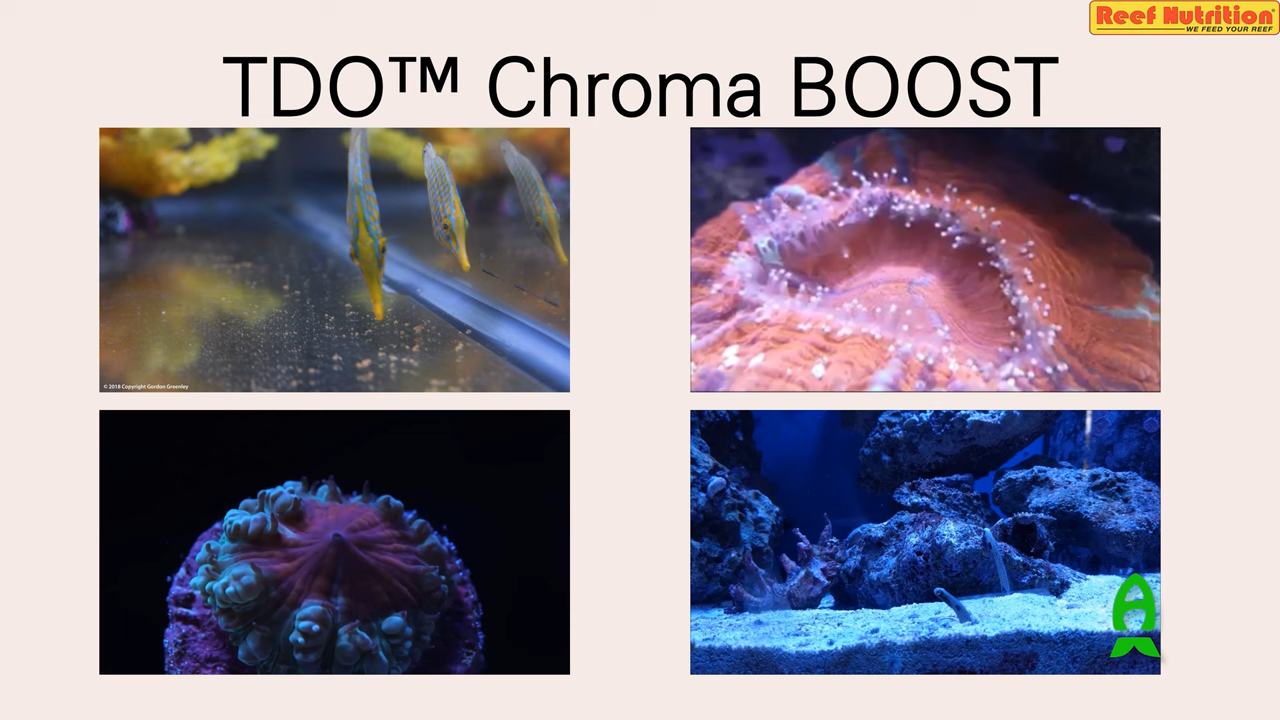 Reef Nutrition®
WE FEED YOUR REEF
TDO™ Chroma BOOST
© 2018 Copyright Gordon Greenley
A